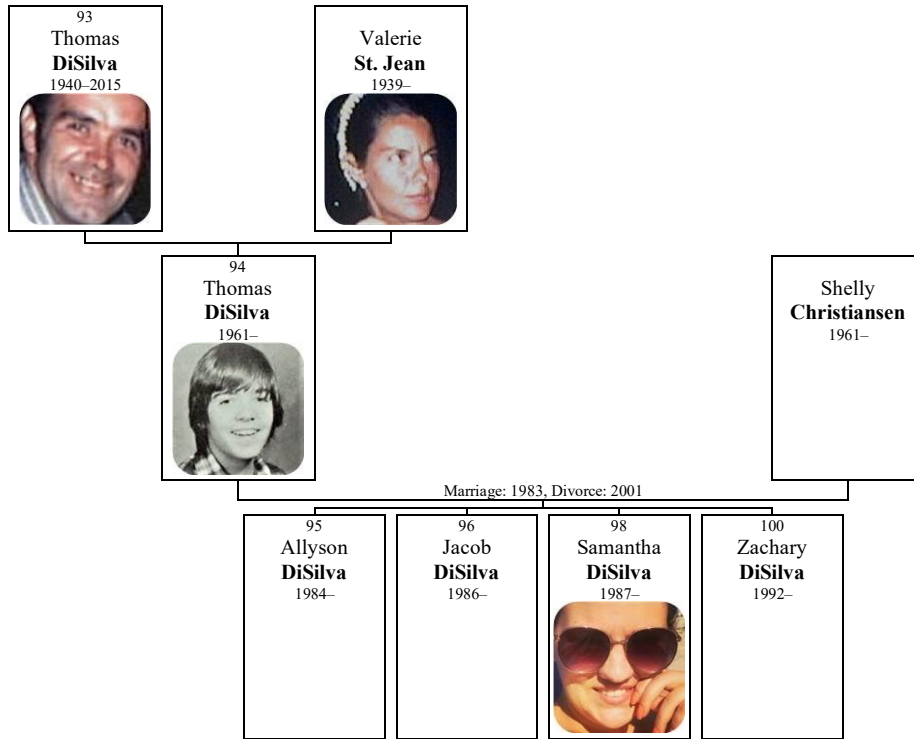 93
Thomas
DiSilva
1940–2015
Valerie
St. Jean
1939–
94
Thomas
DiSilva
1961–
Shelly
Christiansen
1961–
Marriage: 1983, Divorce: 2001
95
Allyson
DiSilva
1984–
96
Jacob
DiSilva
1986–
98
Samantha
DiSilva
1987–
100
Zachary
DiSilva
1992–